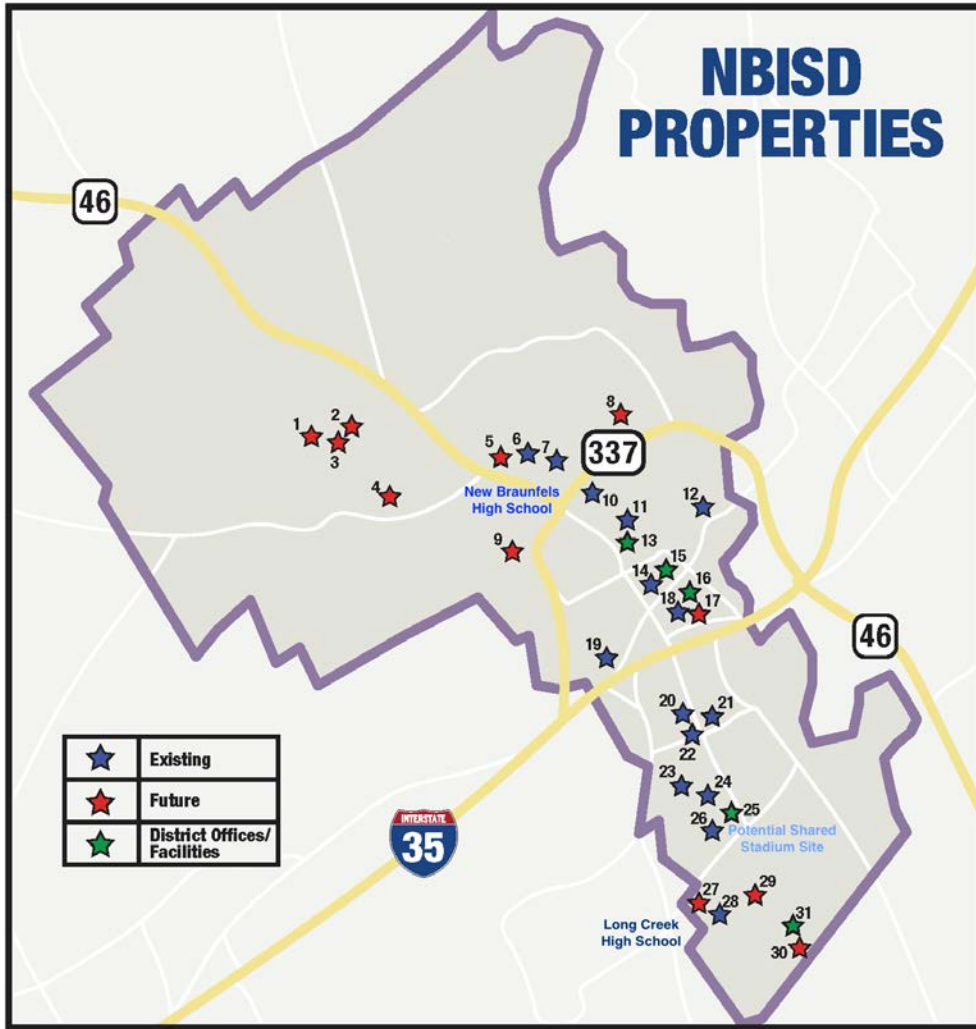 NBISD
PROPERTIES
46
8
2
1
3
5
6
7
337
4
New Braunfels
High School
10
12
11
9
13
15
14
16
18
17
46
19
20
21
22
Existing
23
24
Future
25
INTERSTATE
35
26
Potential Shared
Stadium Site
District Offices/
Facilities
29
27
28
31
Long Creek
High School
30